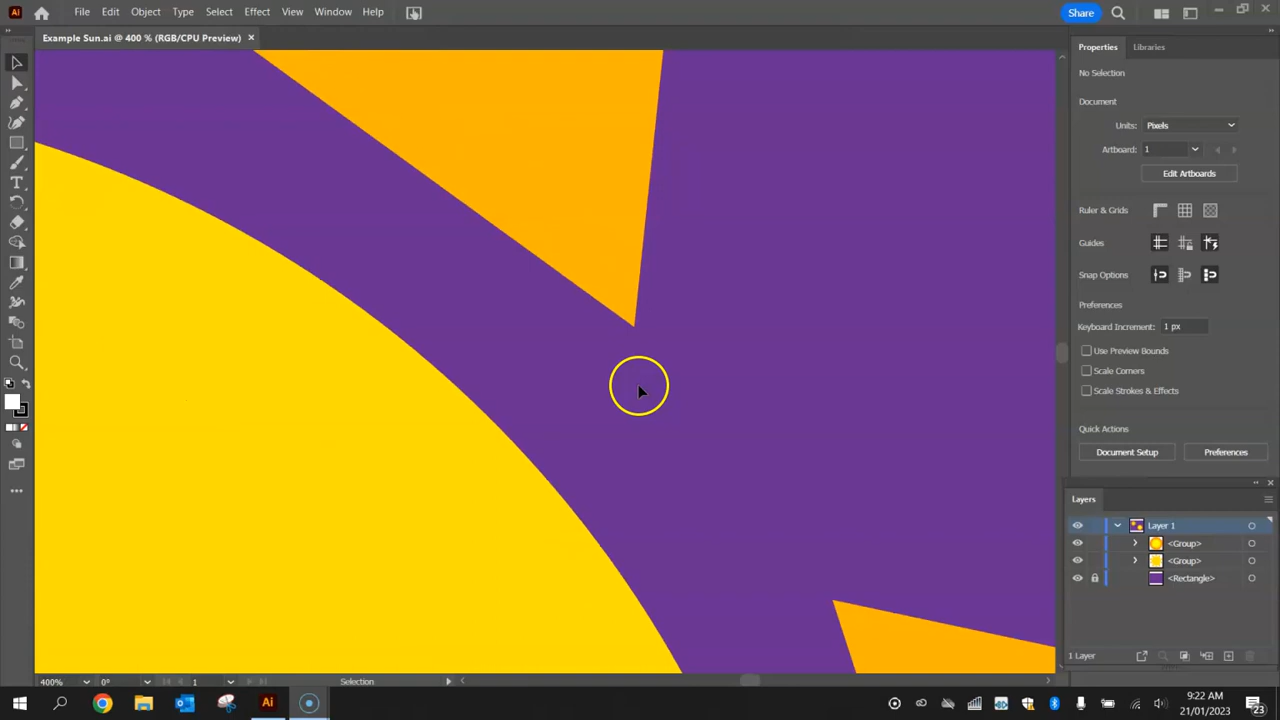 Ai File Edit Object Type Select Effect View Window Help Share
Example Sun.ai @ 400 % (RGB/CPU Preview) ×
Properties Libraries
No Selection
Document
Units: Pixels
Artboard: 1
Edit Artboards
Ruler & Grids
Guides
Snap Options
Preferences
Keyboard Increment: 1 px
Use Preview Bounds
Scale Corners
Scale Strokes & Effects
Quick Actions
Document Setup Preferences
Layers
Layer 1
<Group>
<Group>
<Rectangle>
1 Layer
400% 0° 1 Selection
Ai 9:22 AM
21/01/2023 23